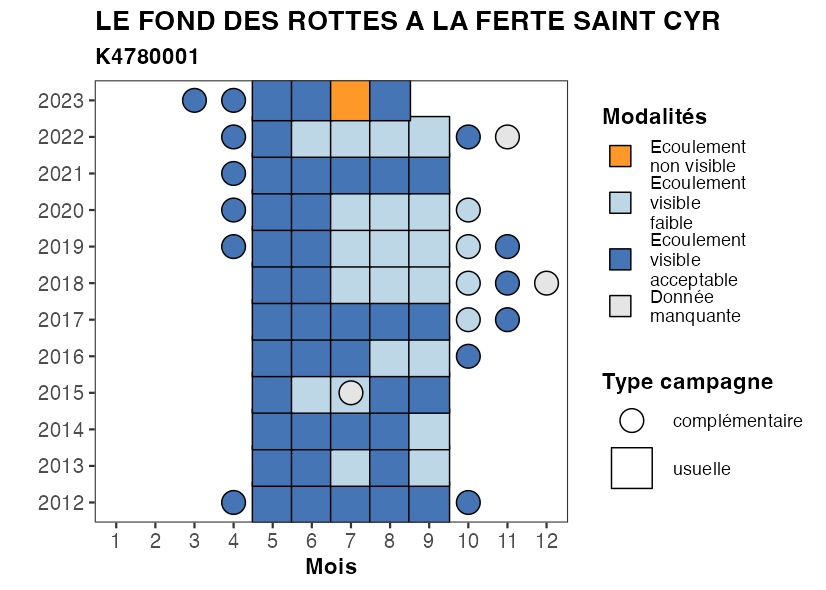 LE FOND DES ROTTES A LA FERTE SAINT CYR
K4780001
2023
2022
2021
2020
2019
2018
2017
2016
2015
2014
2013
2012
1 2 3 4 5 6 7 8 9 10 11 12
Mois
Modalités
Ecoulement
non visible
Ecoulement
visible
faible
Ecoulement
visible
acceptable
Donnée
manquante
Type campagne
complémentaire
usuelle